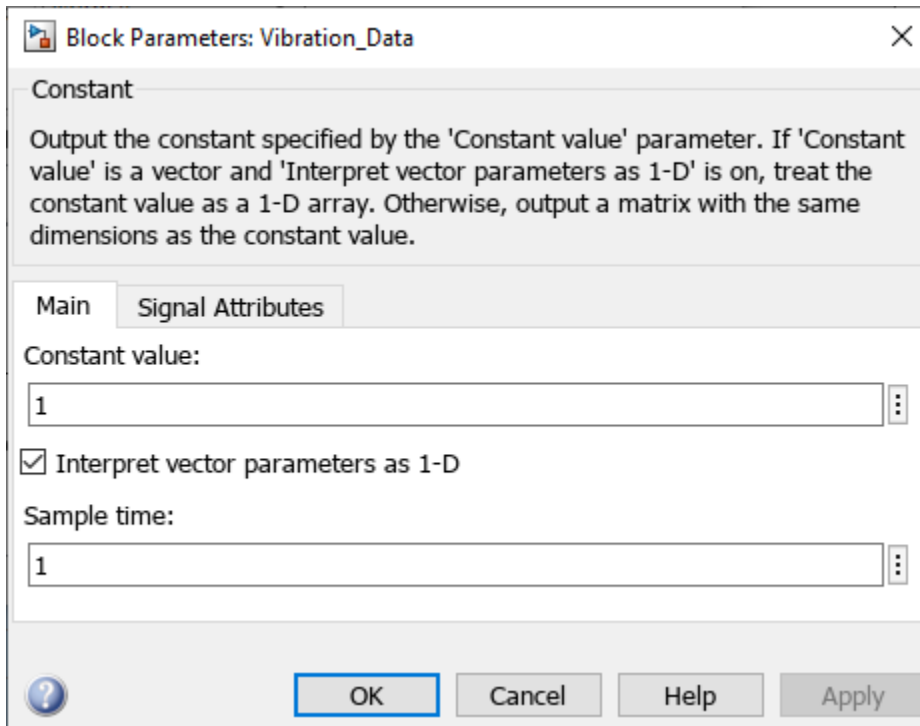 Block Parameters: Vibration_Data
Constant
Output the constant specified by the 'Constant value' parameter. If 'Constant
value' is a vector and 'Interpret vector parameters as 1-D' is on, treat the
constant value as a 1-D array. Otherwise, output a matrix with the same
dimensions as the constant value.
Main Signal Attributes
Constant value:
1
Interpret vector parameters as 1-D
Sample time:
1
? OK Cancel Help Apply